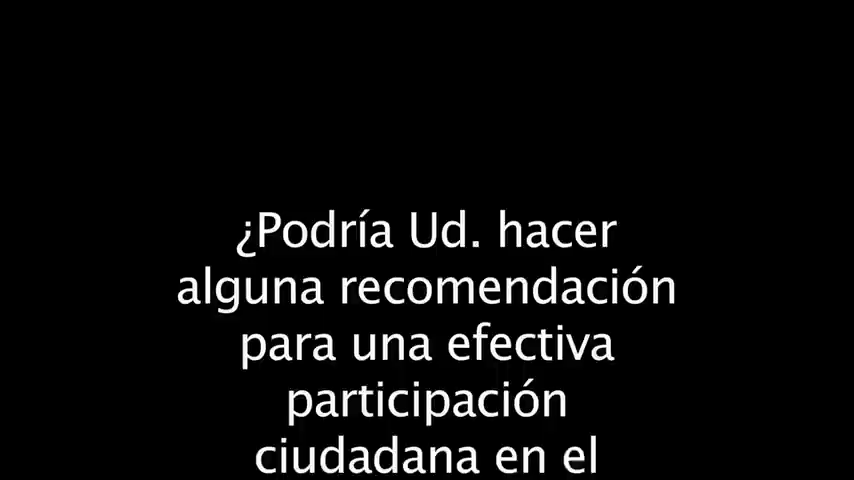 ¿Podría Ud. hacer
alguna recomendación
para una efectiva
participación
ciudadana en el